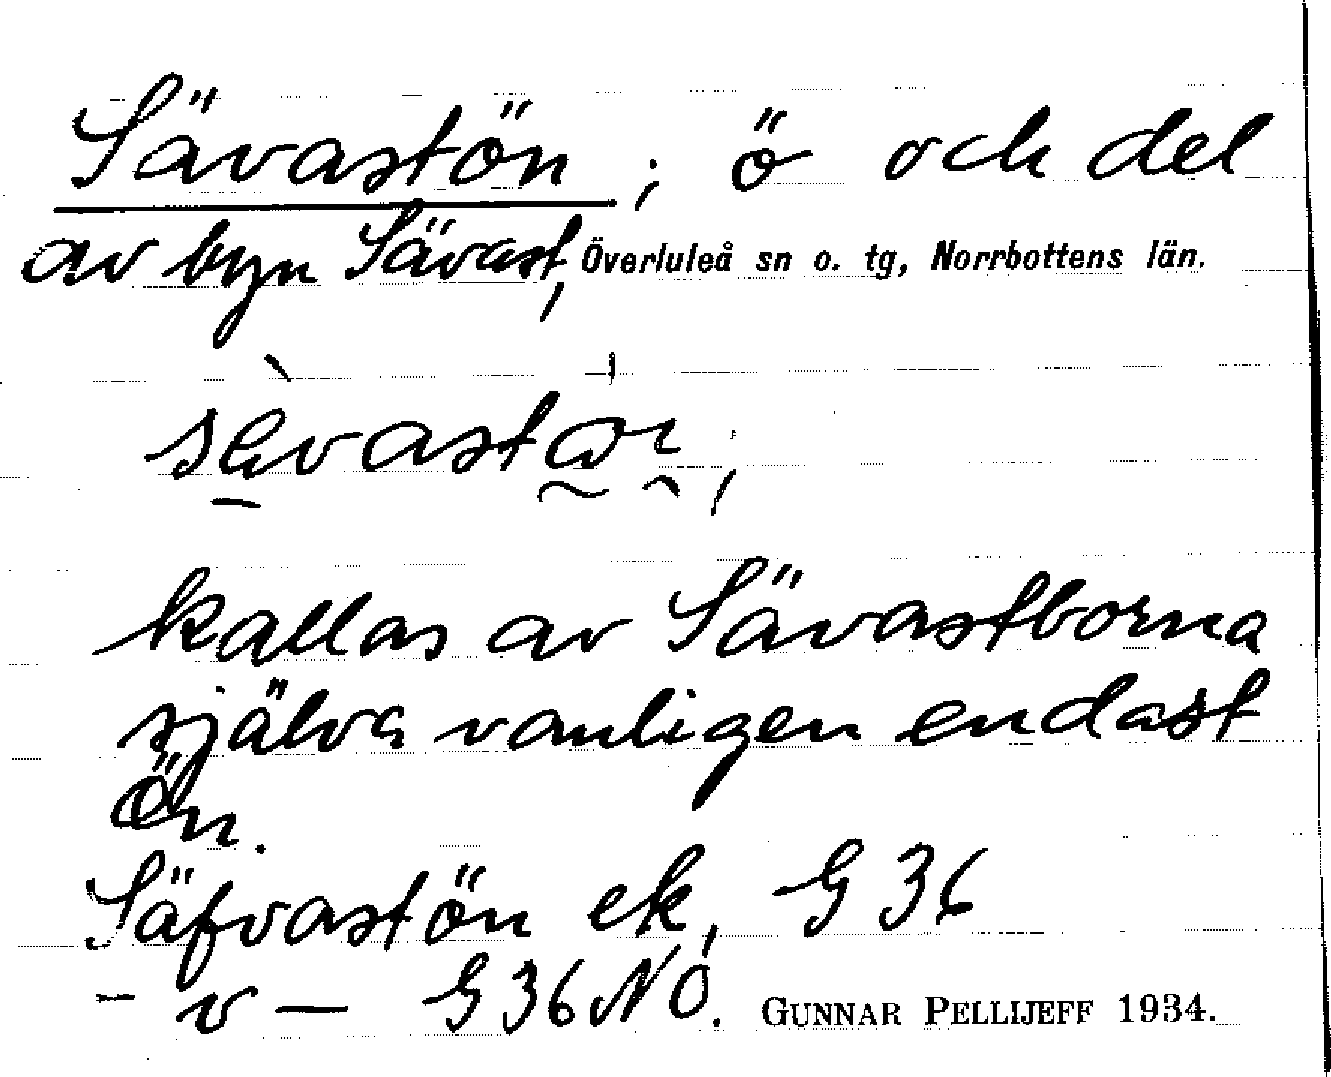 Sävastön; ö och del
av byn Sävast, Överluleå sn o. tg, Norrbottens län.
kallas av Sävastborna
själva vanligen endast
Ön.
Säfvastön ek, G 36
- v — G 36 NO. GUNNAR PELLIJEFF 1934.